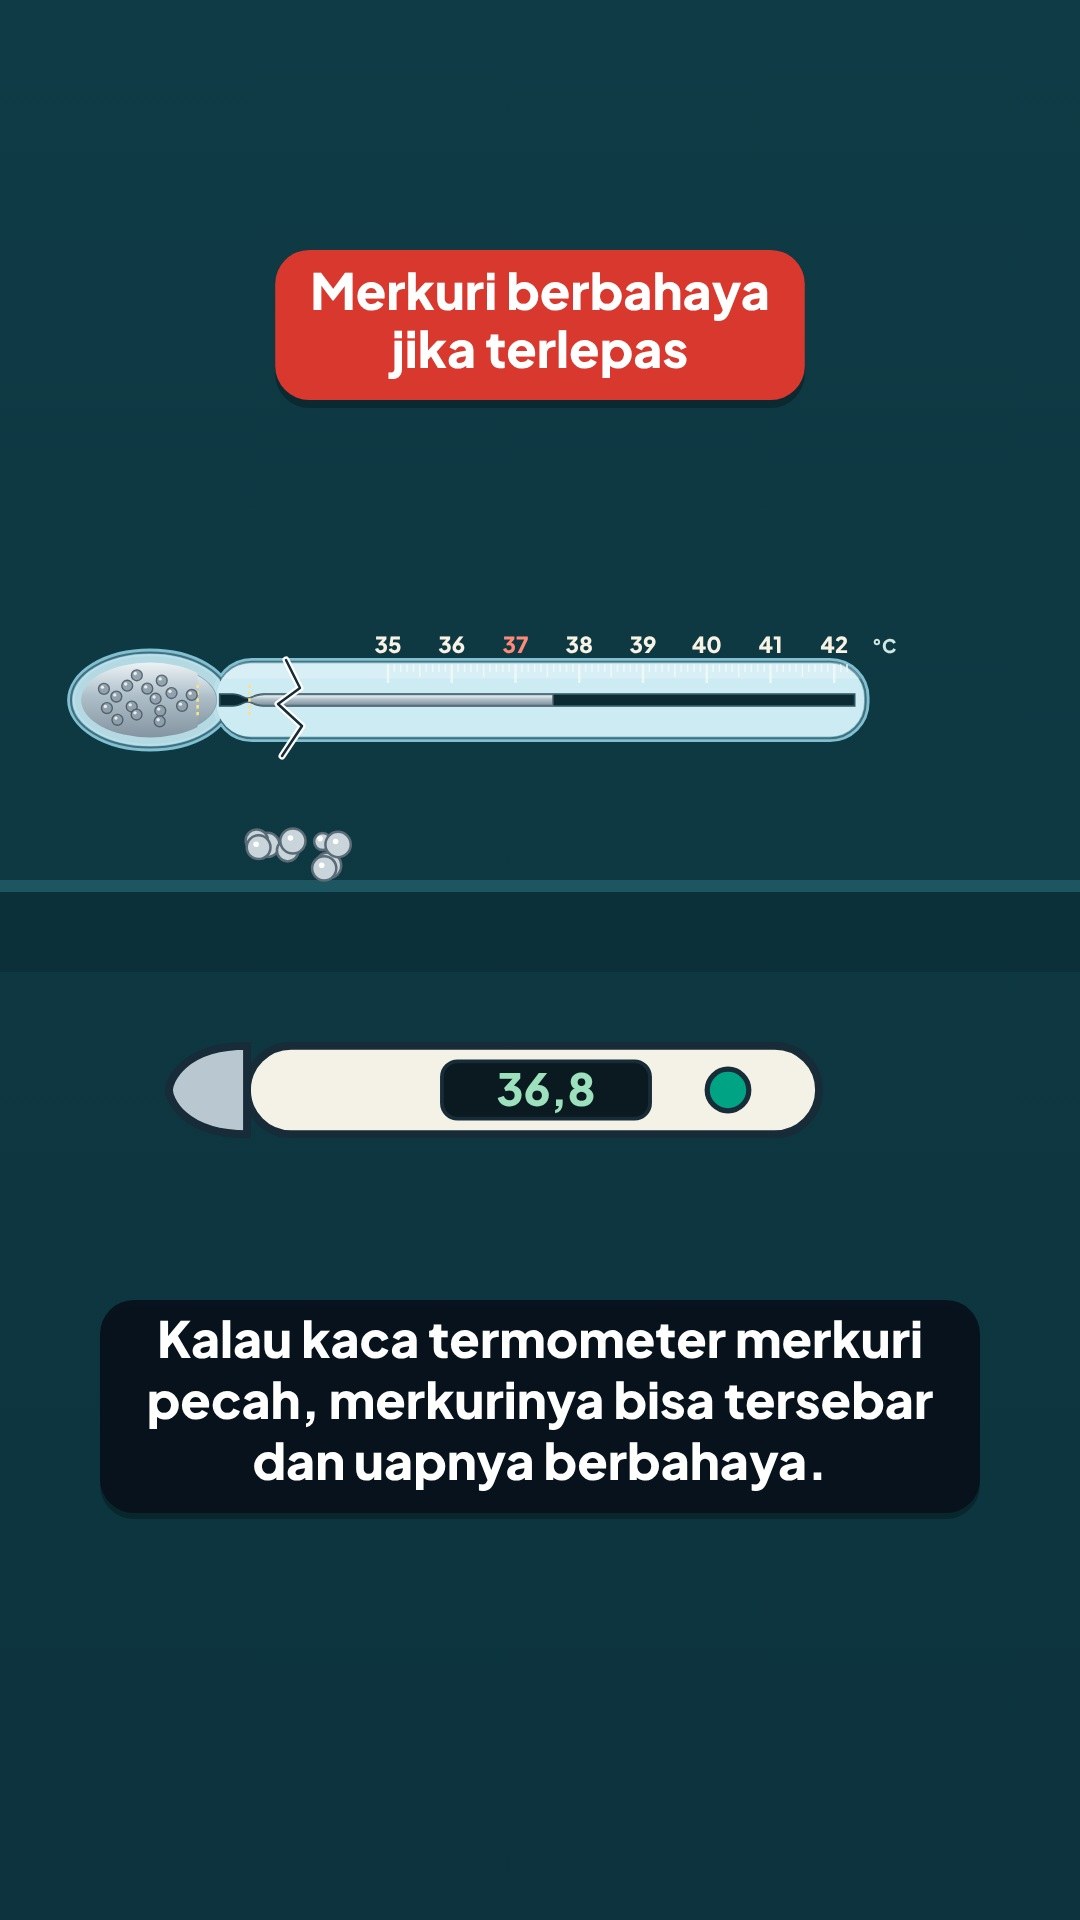 Merkuri berbahaya
jika terlepas
35 36 37 38 39 40 41 42 °C
36,8
Kalau kaca termometer merkuri
pecah, merkurinya bisa tersebar
dan uapnya berbahaya.